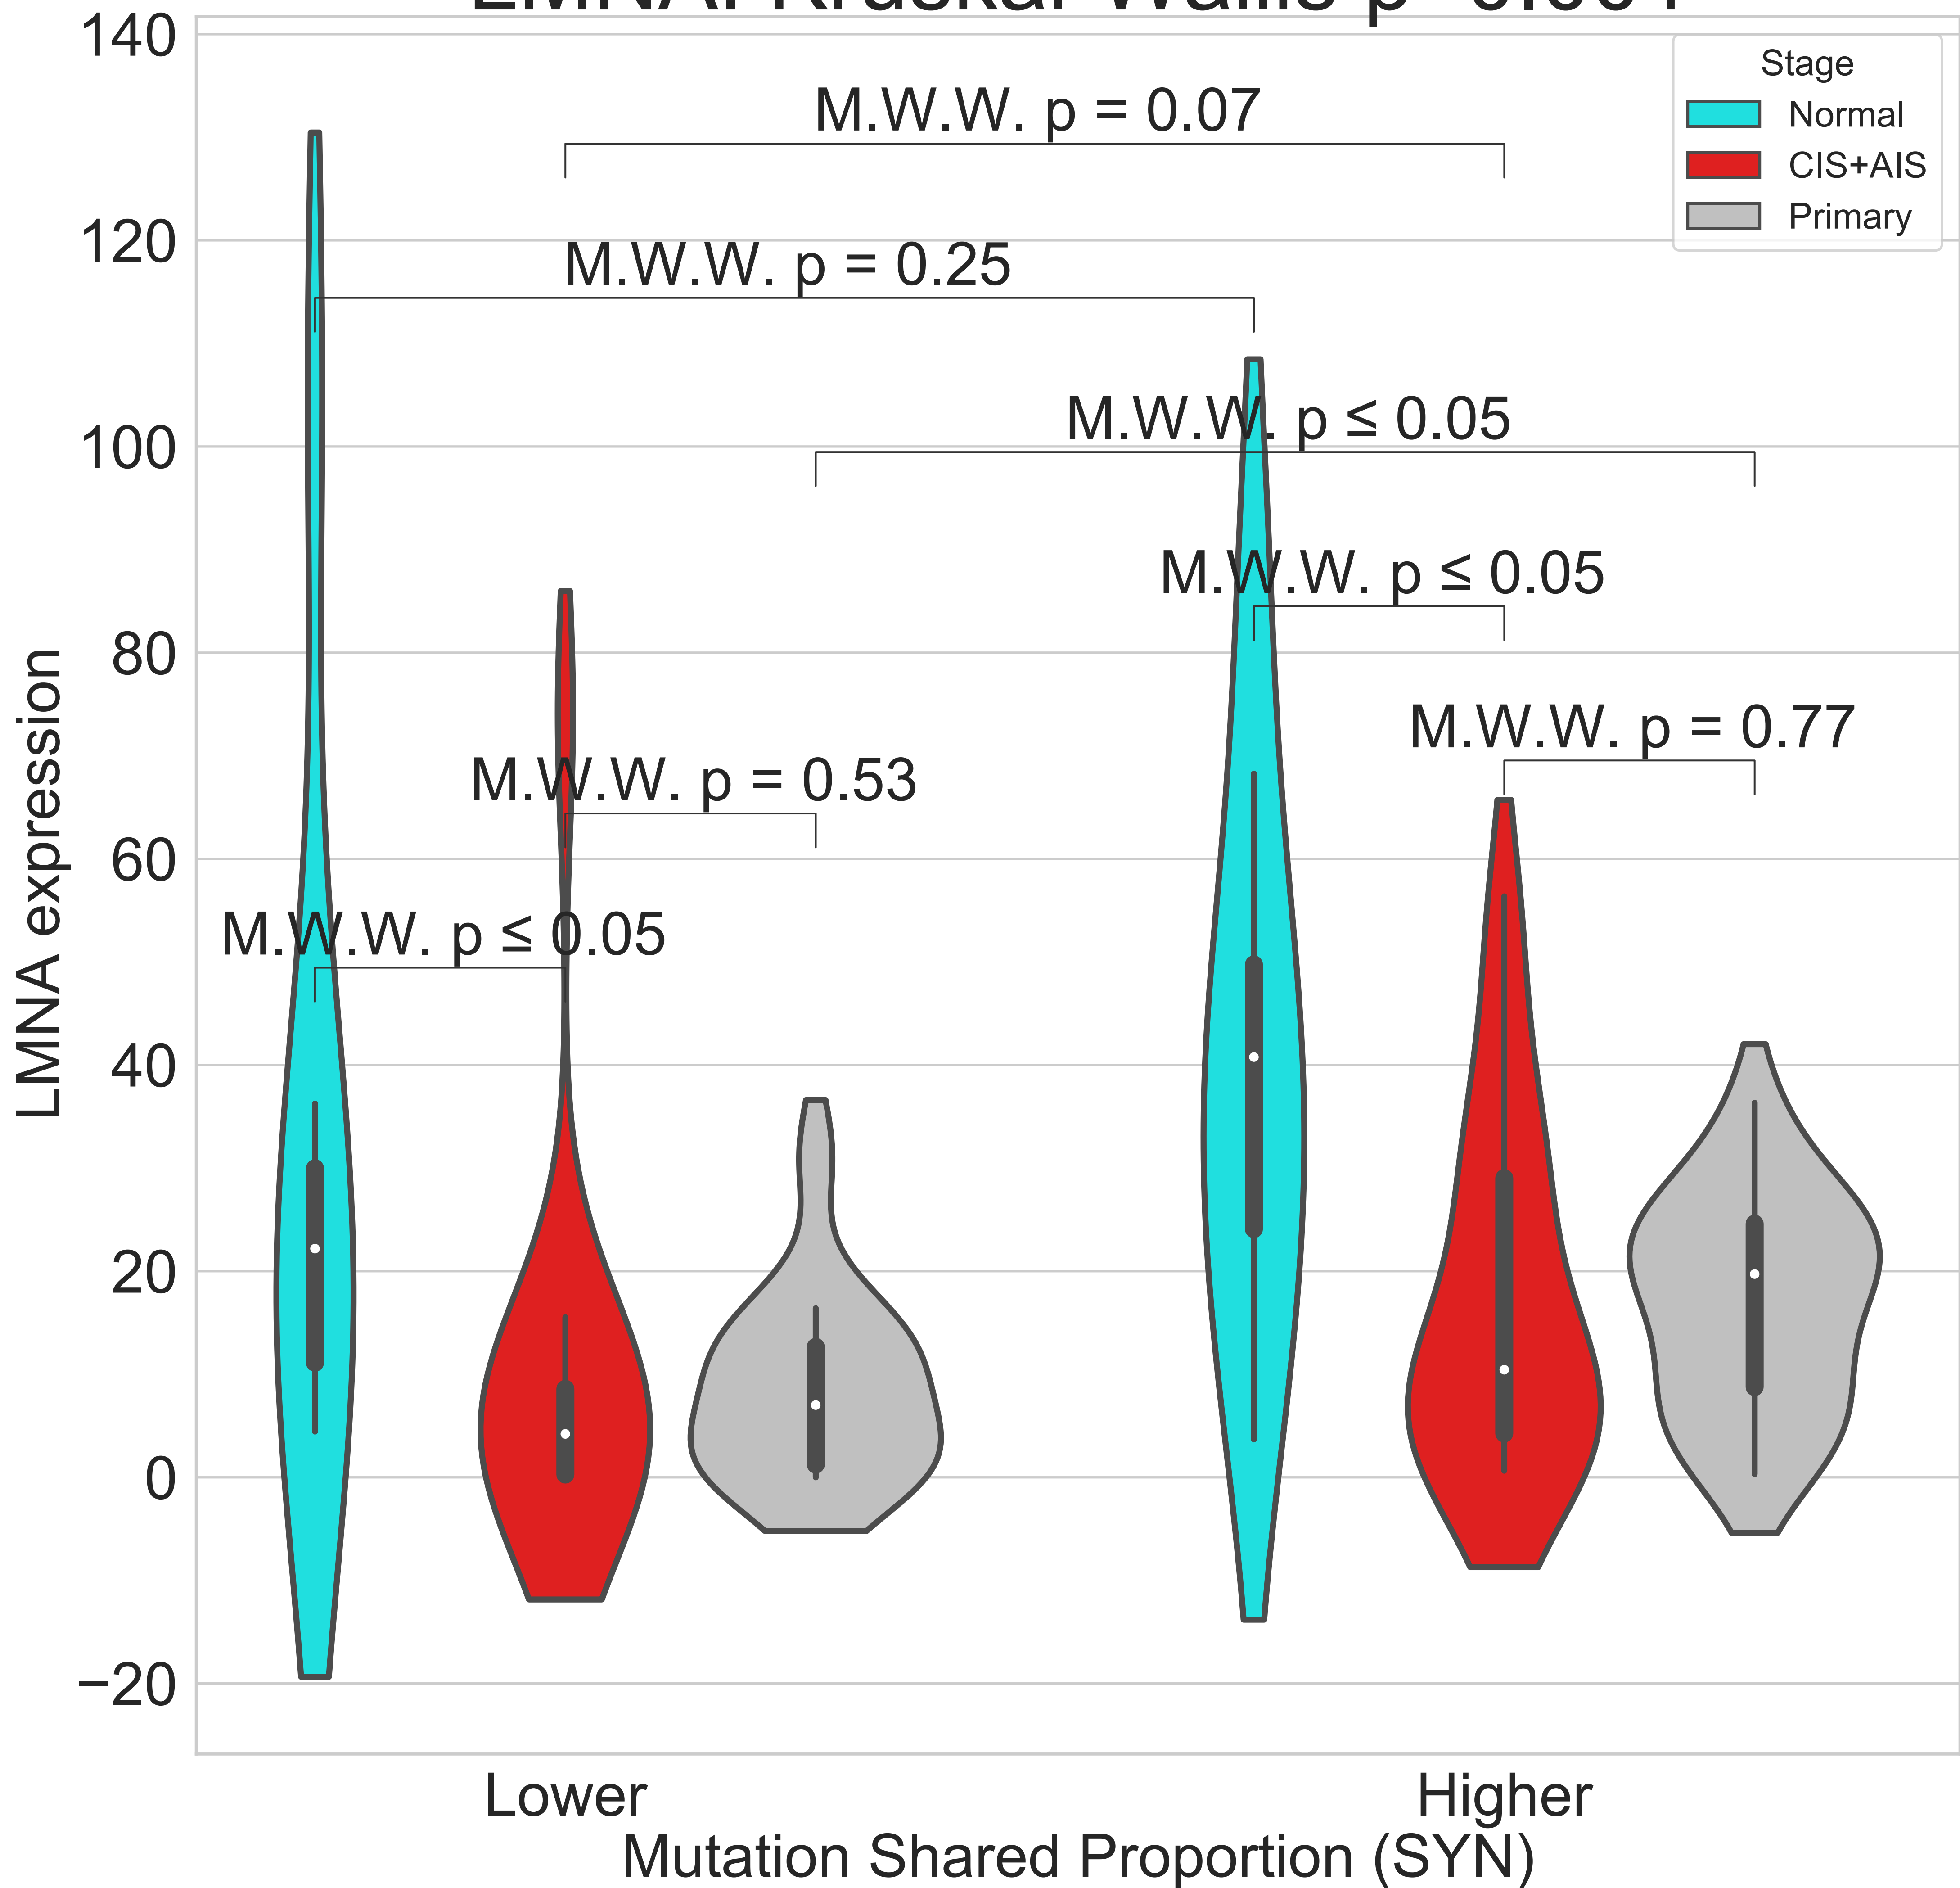 140
Stage
Normal
CIS+AIS
Primary
M.W.W. p = 0.07
120
M.W.W. p = 0.25
100
M.W.W. p ≤ 0.05
M.W.W. p ≤ 0.05
80
M.W.W. p = 0.77
M.W.W. p = 0.53
60
M.W.W. p ≤ 0.05
LMNA expression
40
20
0
−20
Lower
Higher
Mutation Shared Proportion (SYN)